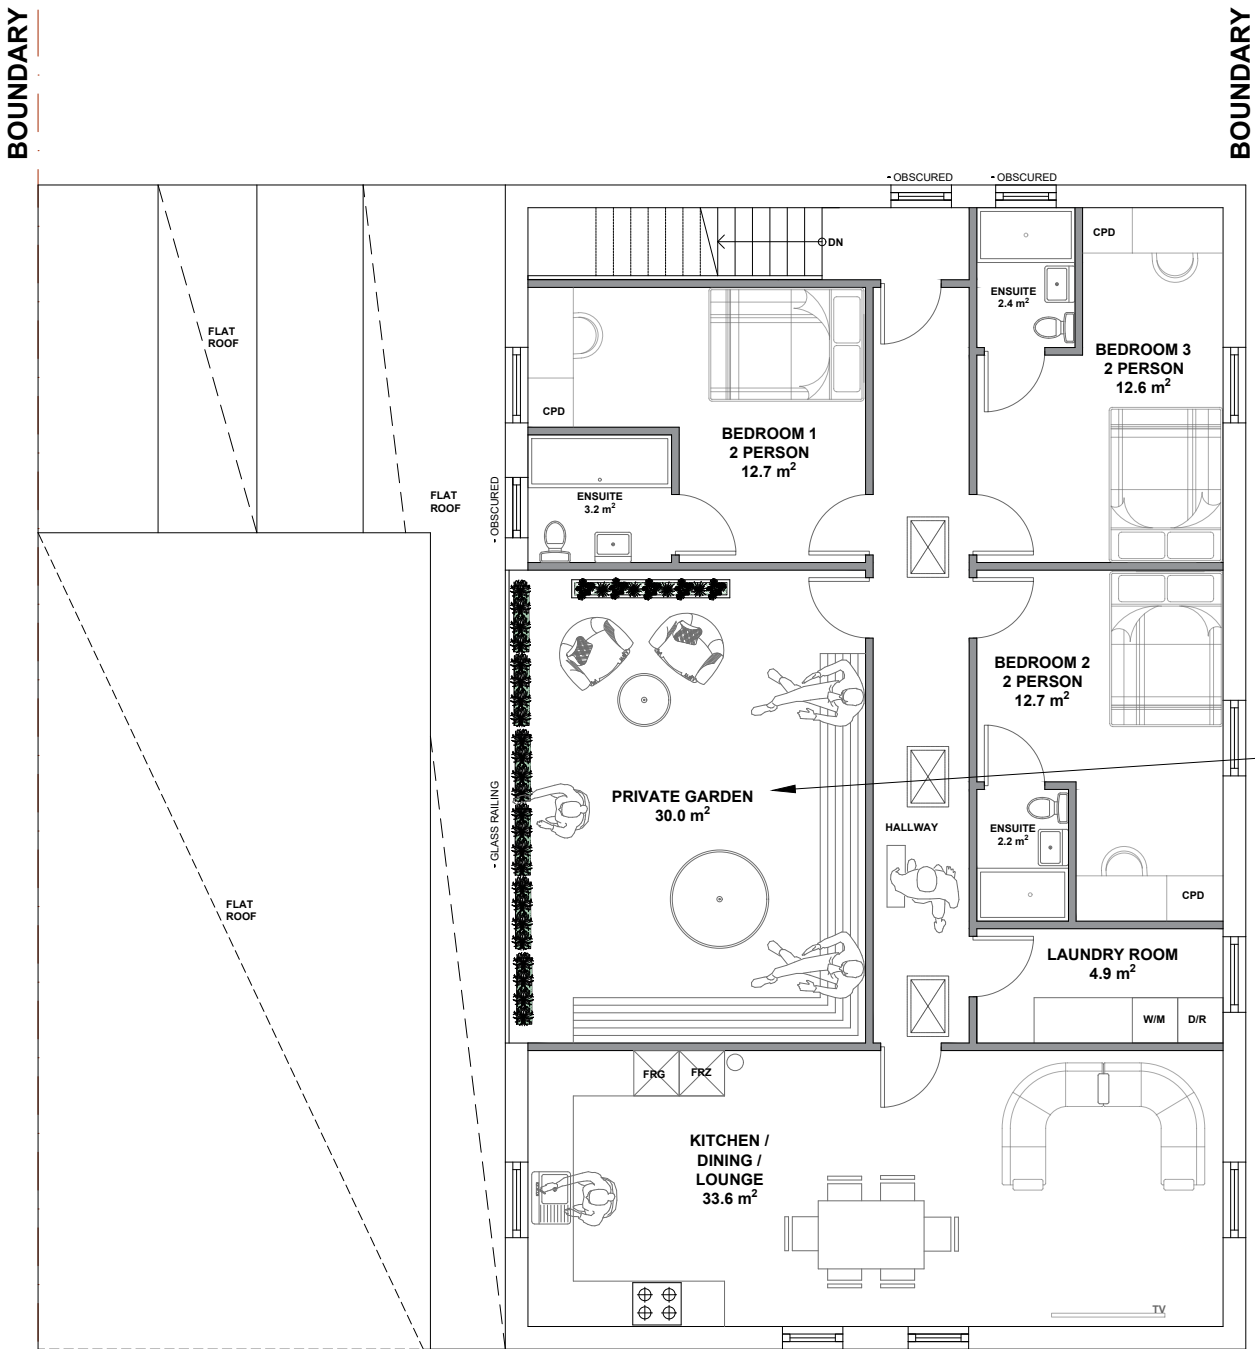 BOUNDARY
BOUNDARY
- OBSCURED
- OBSCURED
DN
CPD
ENSUITE
2.4 m²
FLAT
ROOF
BEDROOM 3
2 PERSON
12.6 m²
CPD
BEDROOM 1
2 PERSON
12.7 m²
FLAT
ROOF
- OBSCURED
ENSUITE
3.2 m²
BEDROOM 2
2 PERSON
12.7 m²
PRIVATE GARDEN
30.0 m²
- GLASS RAILING
HALLWAY
ENSUITE
2.2 m²
CPD
FLAT
ROOF
LAUNDRY ROOM
4.9 m²
W/M
D/R
FRG
FRZ
KITCHEN /
DINING /
LOUNGE
33.6 m²
TV